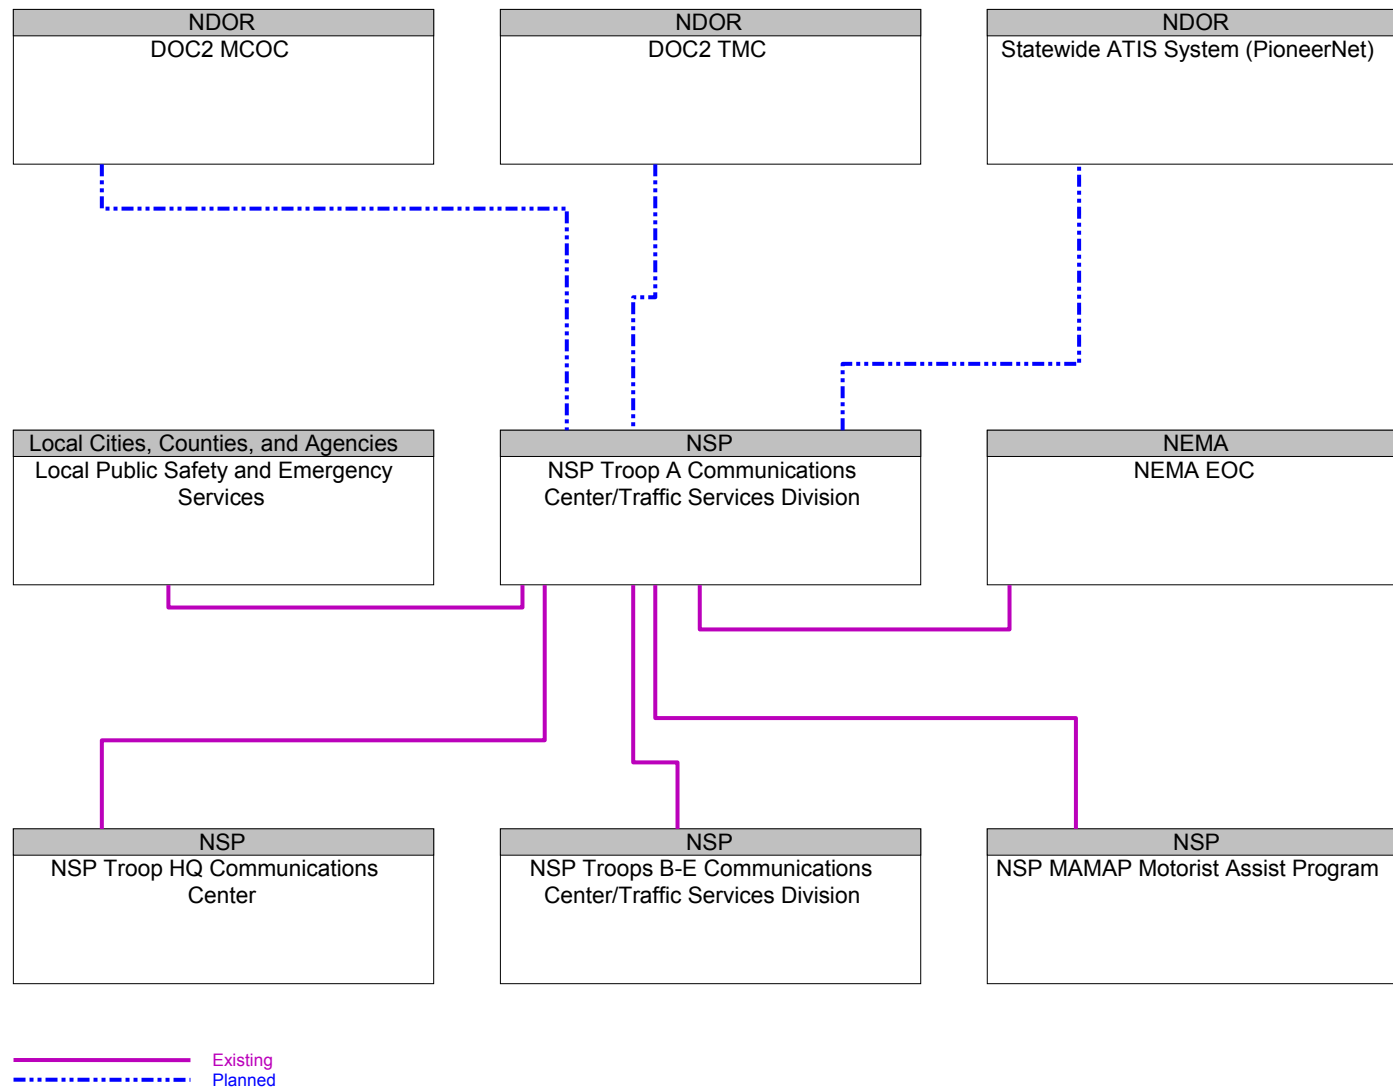 NDOR
DOC2 MCOC
NDOR
DOC2 TMC
NDOR
Statewide ATIS System (PioneerNet)
Local Cities, Counties, and Agencies
Local Public Safety and Emergency
Services
NSP
NSP Troop A Communications
Center/Traffic Services Division
NEMA
NEMA EOC
NSP
NSP Troop HQ Communications
Center
NSP
NSP Troops B-E Communications
Center/Traffic Services Division
NSP
NSP MAMAP Motorist Assist Program
Existing
Planned